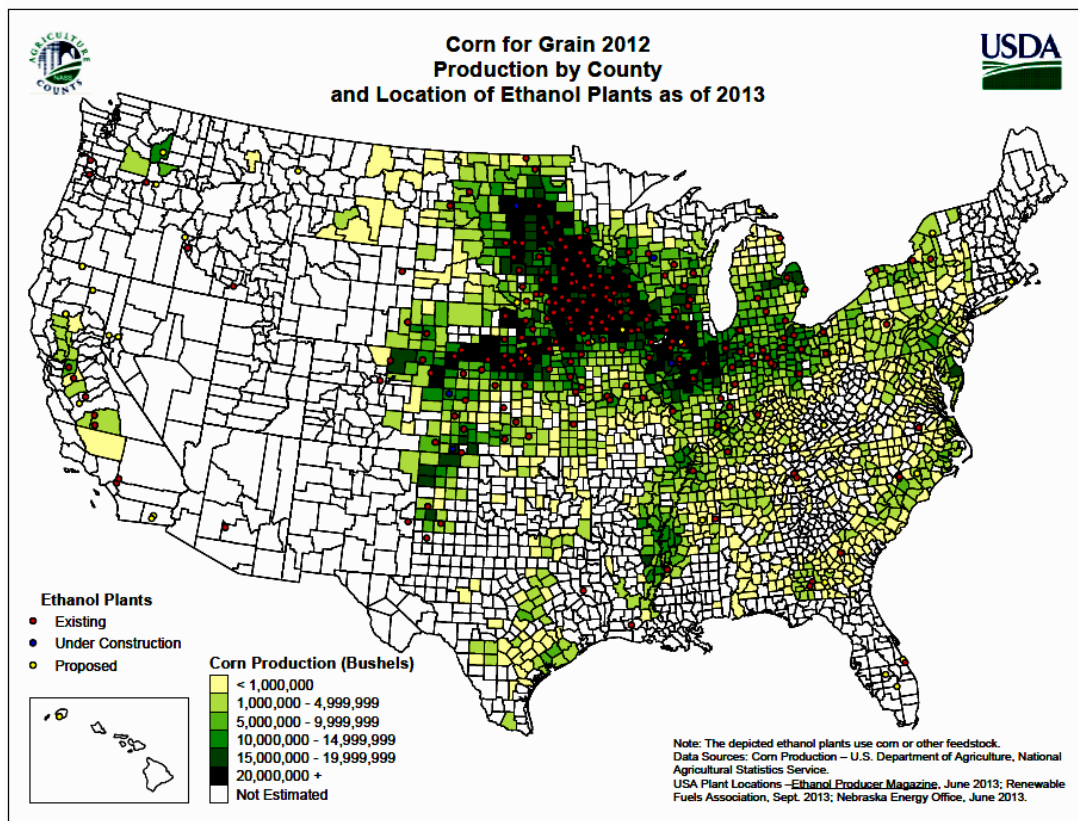 AGRICULTURE
NASS
COUNTS
Corn for Grain 2012
Production by County
and Location of Ethanol Plants as of 2013
USDA
Ethanol Plants
Existing
Under Construction
Proposed
Corn Production (Bushels)
< 1,000,000
1,000,000 - 4,999,999
5,000,000 - 9,999,999
10,000,000 - 14,999,999
15,000,000 - 19,999,999
20,000,000 +
Not Estimated
Note: The depicted ethanol plants use corn or other feedstock.
Data Sources: Corn Production – U.S. Department of Agriculture, National
Agricultural Statistics Service.
USA Plant Locations –Ethanol Producer Magazine, June 2013; Renewable
Fuels Association, Sept. 2013; Nebraska Energy Office, June 2013.